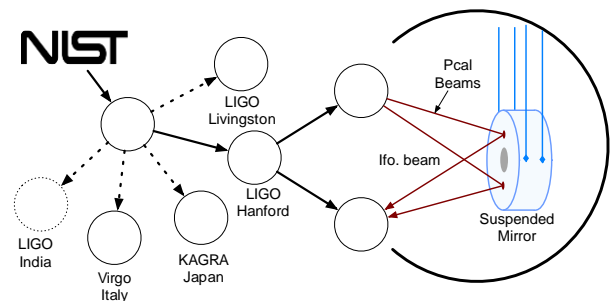 NIST
LIGO
Livingston
Pcal
Beams
Ifo. beam
LIGO
Hanford
Suspended
Mirror
LIGO
India
Virgo
Italy
KAGRA
Japan